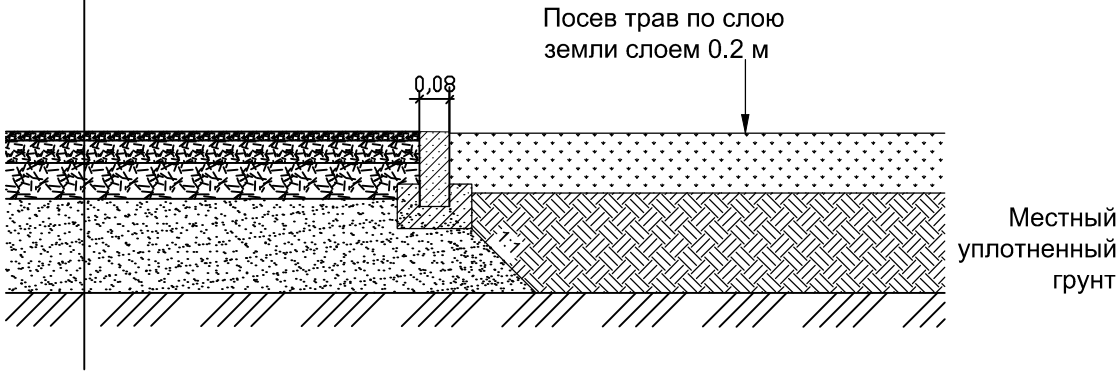 Посев трав по слою
земли слоем 0.2 м
0,08
1:1
Местный
уплотненный
грунт